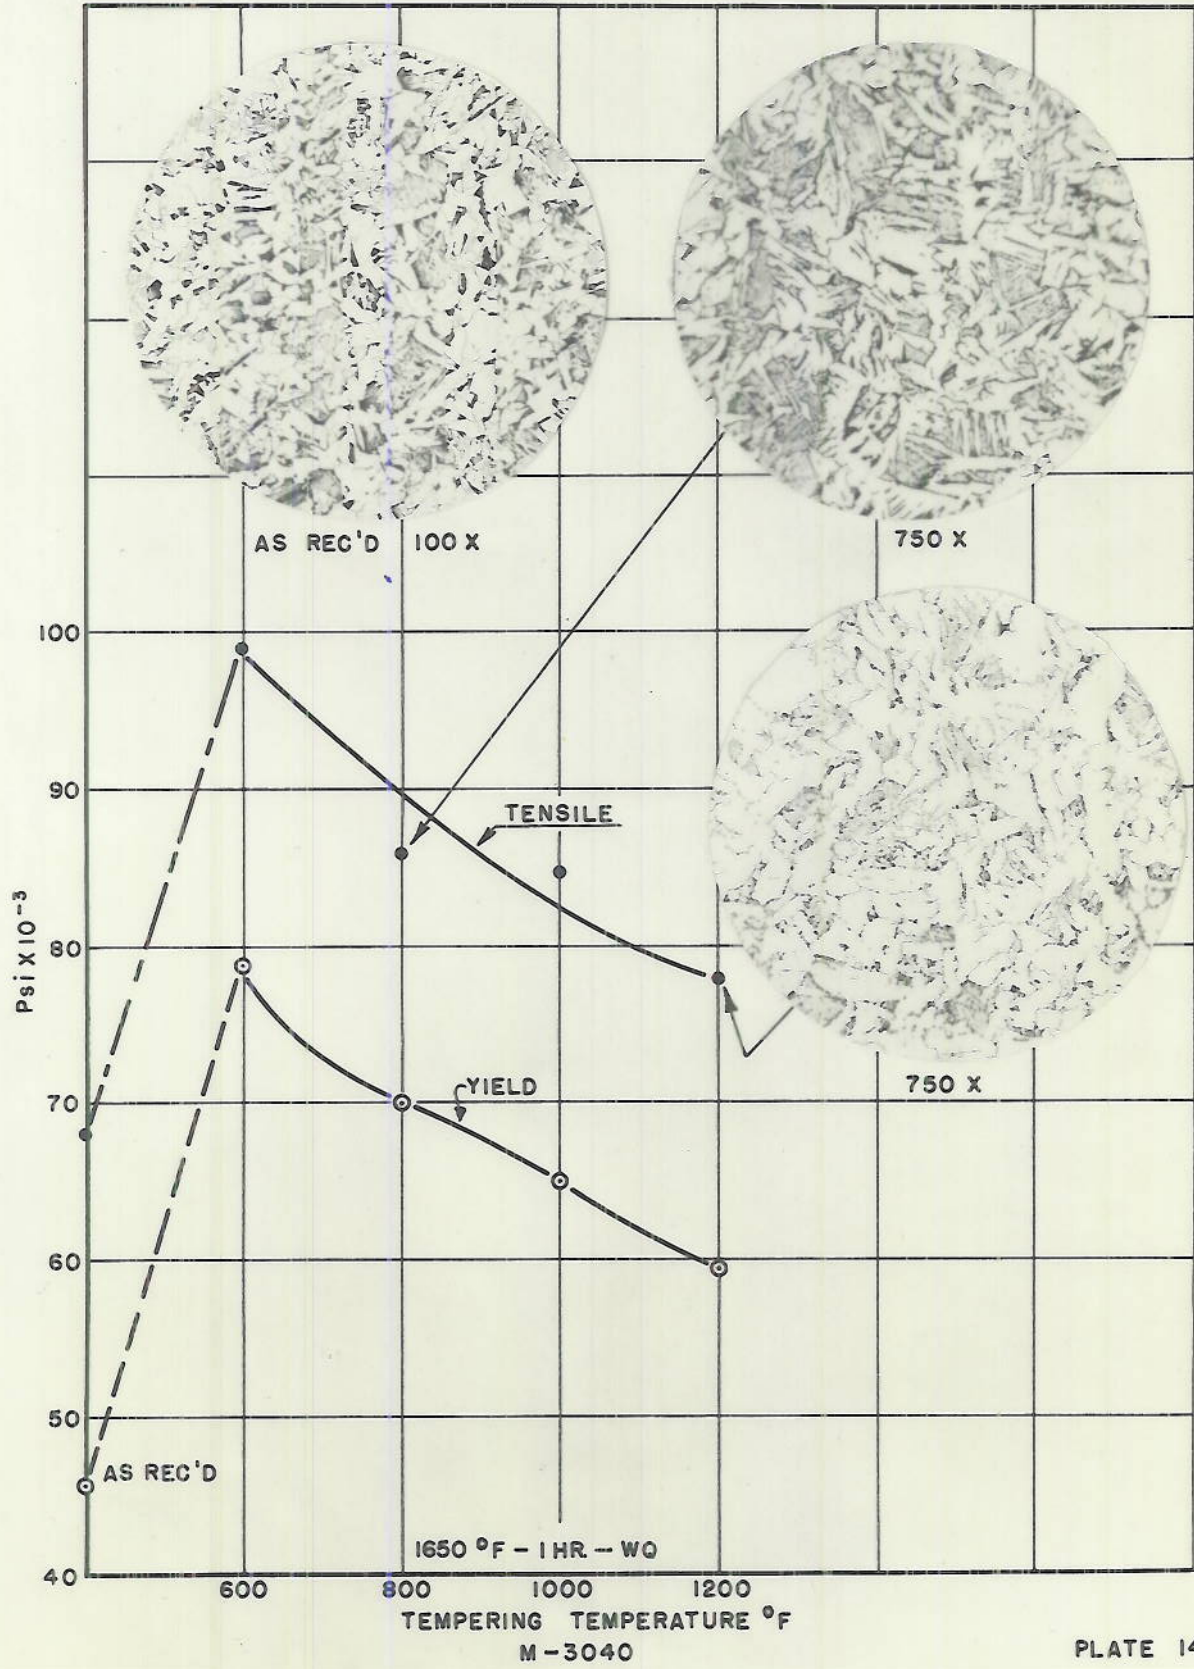 AS REC'D 100 X
750 X
100
90
TENSILE
Psi X 10⁻³
80
YIELD
750 X
70
60
50
AS REC'D
1650 °F - 1 HR. - WQ
40
600 800 1000 1200
TEMPERING TEMPERATURE °F
M-3040
PLATE 14